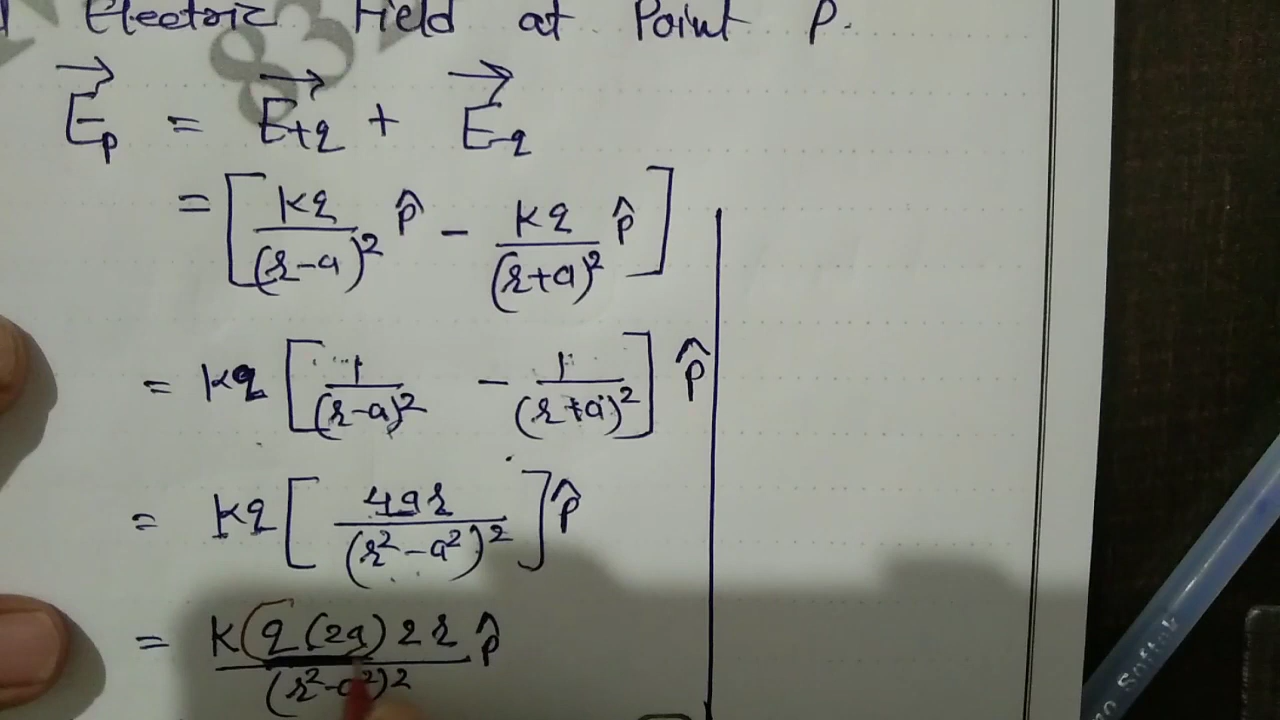 Electric Field at Point P.
E⃗p = E⃗+q + E⃗-q
= [ kq/(r-a)² p̂ - kq/(r+a)² p̂ ]
= kq [ 1/(r-a)² - 1/(r+a)² ] p̂
= kq [ 4ar/(r²-a²)² ] p̂
= k q (2a) 2r/(r²-a²)² p̂
Softek